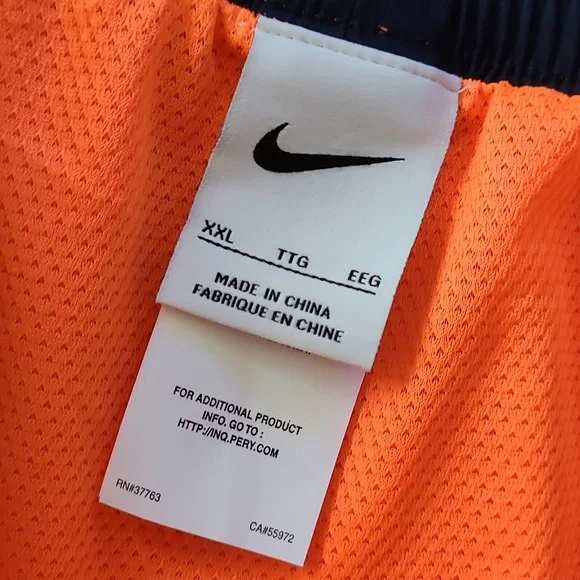 XXL TTG EEG
MADE IN CHINA
FABRIQUE EN CHINE
FOR ADDITIONAL PRODUCT
INFO. GO TO :
HTTP://INQ.PERY.COM
RN#37763
CA#55972